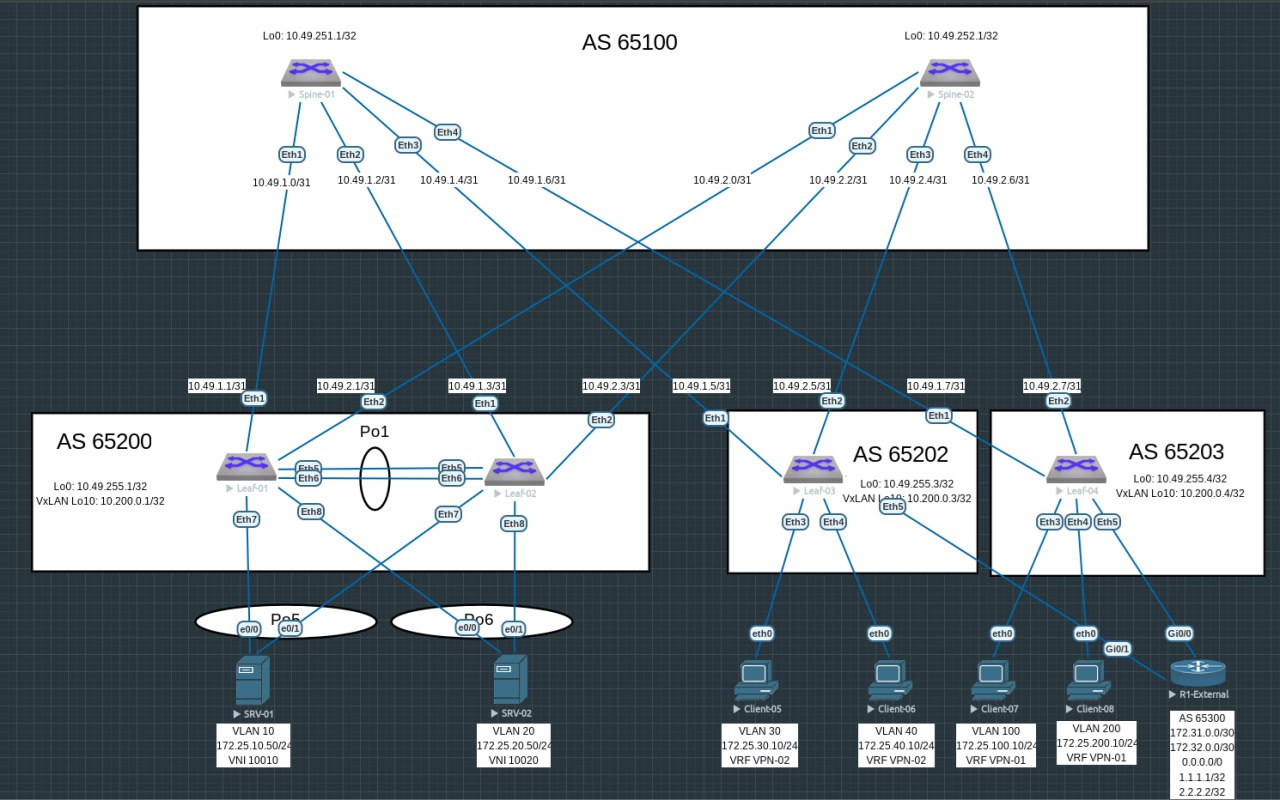 Lo0: 10.49.251.1/32
AS 65100
Lo0: 10.49.252.1/32
Spine-01
Spine-02
Eth1
Eth2
Eth3
Eth4
Eth1
Eth2
Eth3
Eth4
10.49.1.0/31
10.49.1.2/31
10.49.1.4/31
10.49.1.6/31
10.49.2.0/31
10.49.2.2/31
10.49.2.4/31
10.49.2.6/31
10.49.1.1/31
10.49.2.1/31
10.49.1.3/31
10.49.2.3/31
10.49.1.5/31
10.49.2.5/31
10.49.1.7/31
10.49.2.7/31
Eth1
Eth2
Eth1
Eth2
Eth1
Eth2
Eth1
Eth2
AS 65200
Po1
Lo0: 10.49.255.1/32
VxLAN Lo10: 10.200.0.1/32
Leaf-01
Eth5
Eth6
Eth5
Eth6
Leaf-02
Eth7
Eth8
Eth7
Eth8
AS 65202
Lo0: 10.49.255.3/32
VxLAN Lo10: 10.200.0.3/32
Leaf-03
Eth3
Eth4
Eth5
AS 65203
Lo0: 10.49.255.4/32
VxLAN Lo10: 10.200.0.4/32
Leaf-04
Eth3
Eth4
Eth5
Po5
Po6
e0/0
e0/1
e0/0
e0/1
eth0
eth0
eth0
eth0
Gi0/1
Gi0/0
SRV-01
VLAN 10
172.25.10.50/24
VNI 10010
SRV-02
VLAN 20
172.25.20.50/24
VNI 10020
Client-05
VLAN 30
172.25.30.10/24
VRF VPN-02
Client-06
VLAN 40
172.25.40.10/24
VRF VPN-02
Client-07
VLAN 100
172.25.100.10/24
VRF VPN-01
Client-08
VLAN 200
172.25.200.10/24
VRF VPN-01
R1-External
AS 65300
172.31.0.0/30
172.32.0.0/30
0.0.0.0/0
1.1.1.1/32
2.2.2.2/32